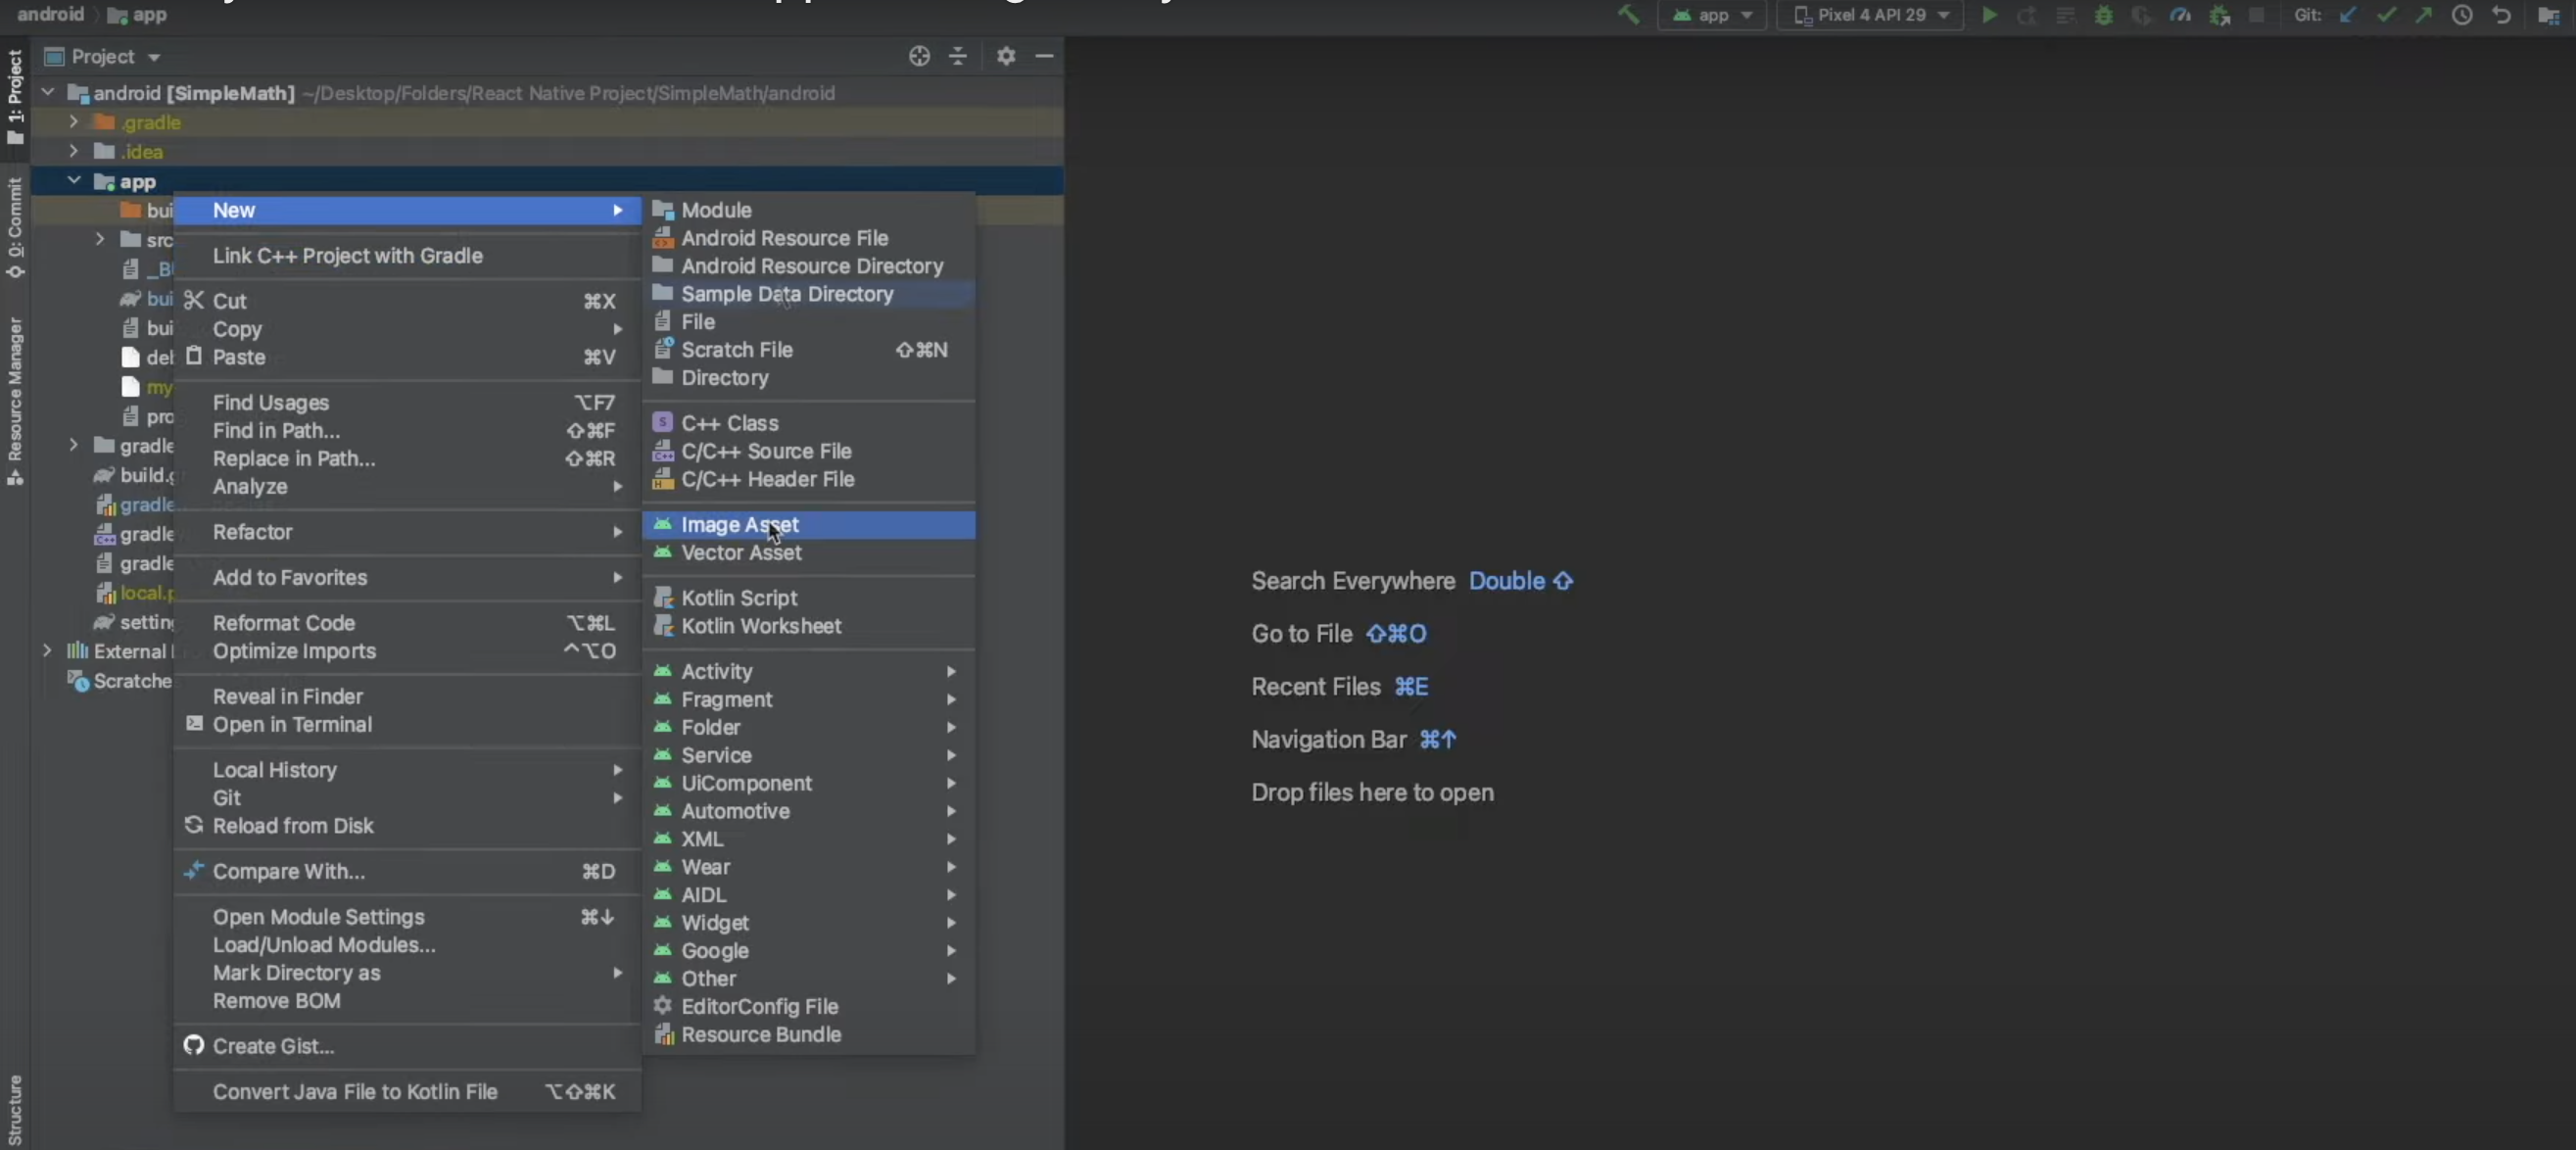 android app
app Pixel 4 API 29 Git:
1: Project
0: Commit
Resource Manager
Structure
Project
android [SimpleMath] ~/Desktop/Folders/React Native Project/SimpleMath/android
.gradle
.idea
app
bui
src
_B
bui
bui
del
my
pro
gradle
build.g
gradle
gradle
gradle
local.p
setting
External
Scratche
New
Link C++ Project with Gradle
Cut ⌘X
Copy
Paste ⌘V
Find Usages ⌥F7
Find in Path... ⇧⌘F
Replace in Path... ⇧⌘R
Analyze
Refactor
Add to Favorites
Reformat Code ⌥⌘L
Optimize Imports ^⌥O
Reveal in Finder
Open in Terminal
Local History
Git
Reload from Disk
Compare With... ⌘D
Open Module Settings ⌘↓
Load/Unload Modules...
Mark Directory as
Remove BOM
Create Gist...
Convert Java File to Kotlin File ⌥⇧⌘K
Module
Android Resource File
Android Resource Directory
Sample Data Directory
File
Scratch File ⇧⌘N
Directory
C++ Class
C/C++ Source File
C/C++ Header File
Image Asset
Vector Asset
Kotlin Script
Kotlin Worksheet
Activity
Fragment
Folder
Service
UiComponent
Automotive
XML
Wear
AIDL
Widget
Google
Other
EditorConfig File
Resource Bundle
Search Everywhere Double ⇧
Go to File ⇧⌘O
Recent Files ⌘E
Navigation Bar ⌘↑
Drop files here to open